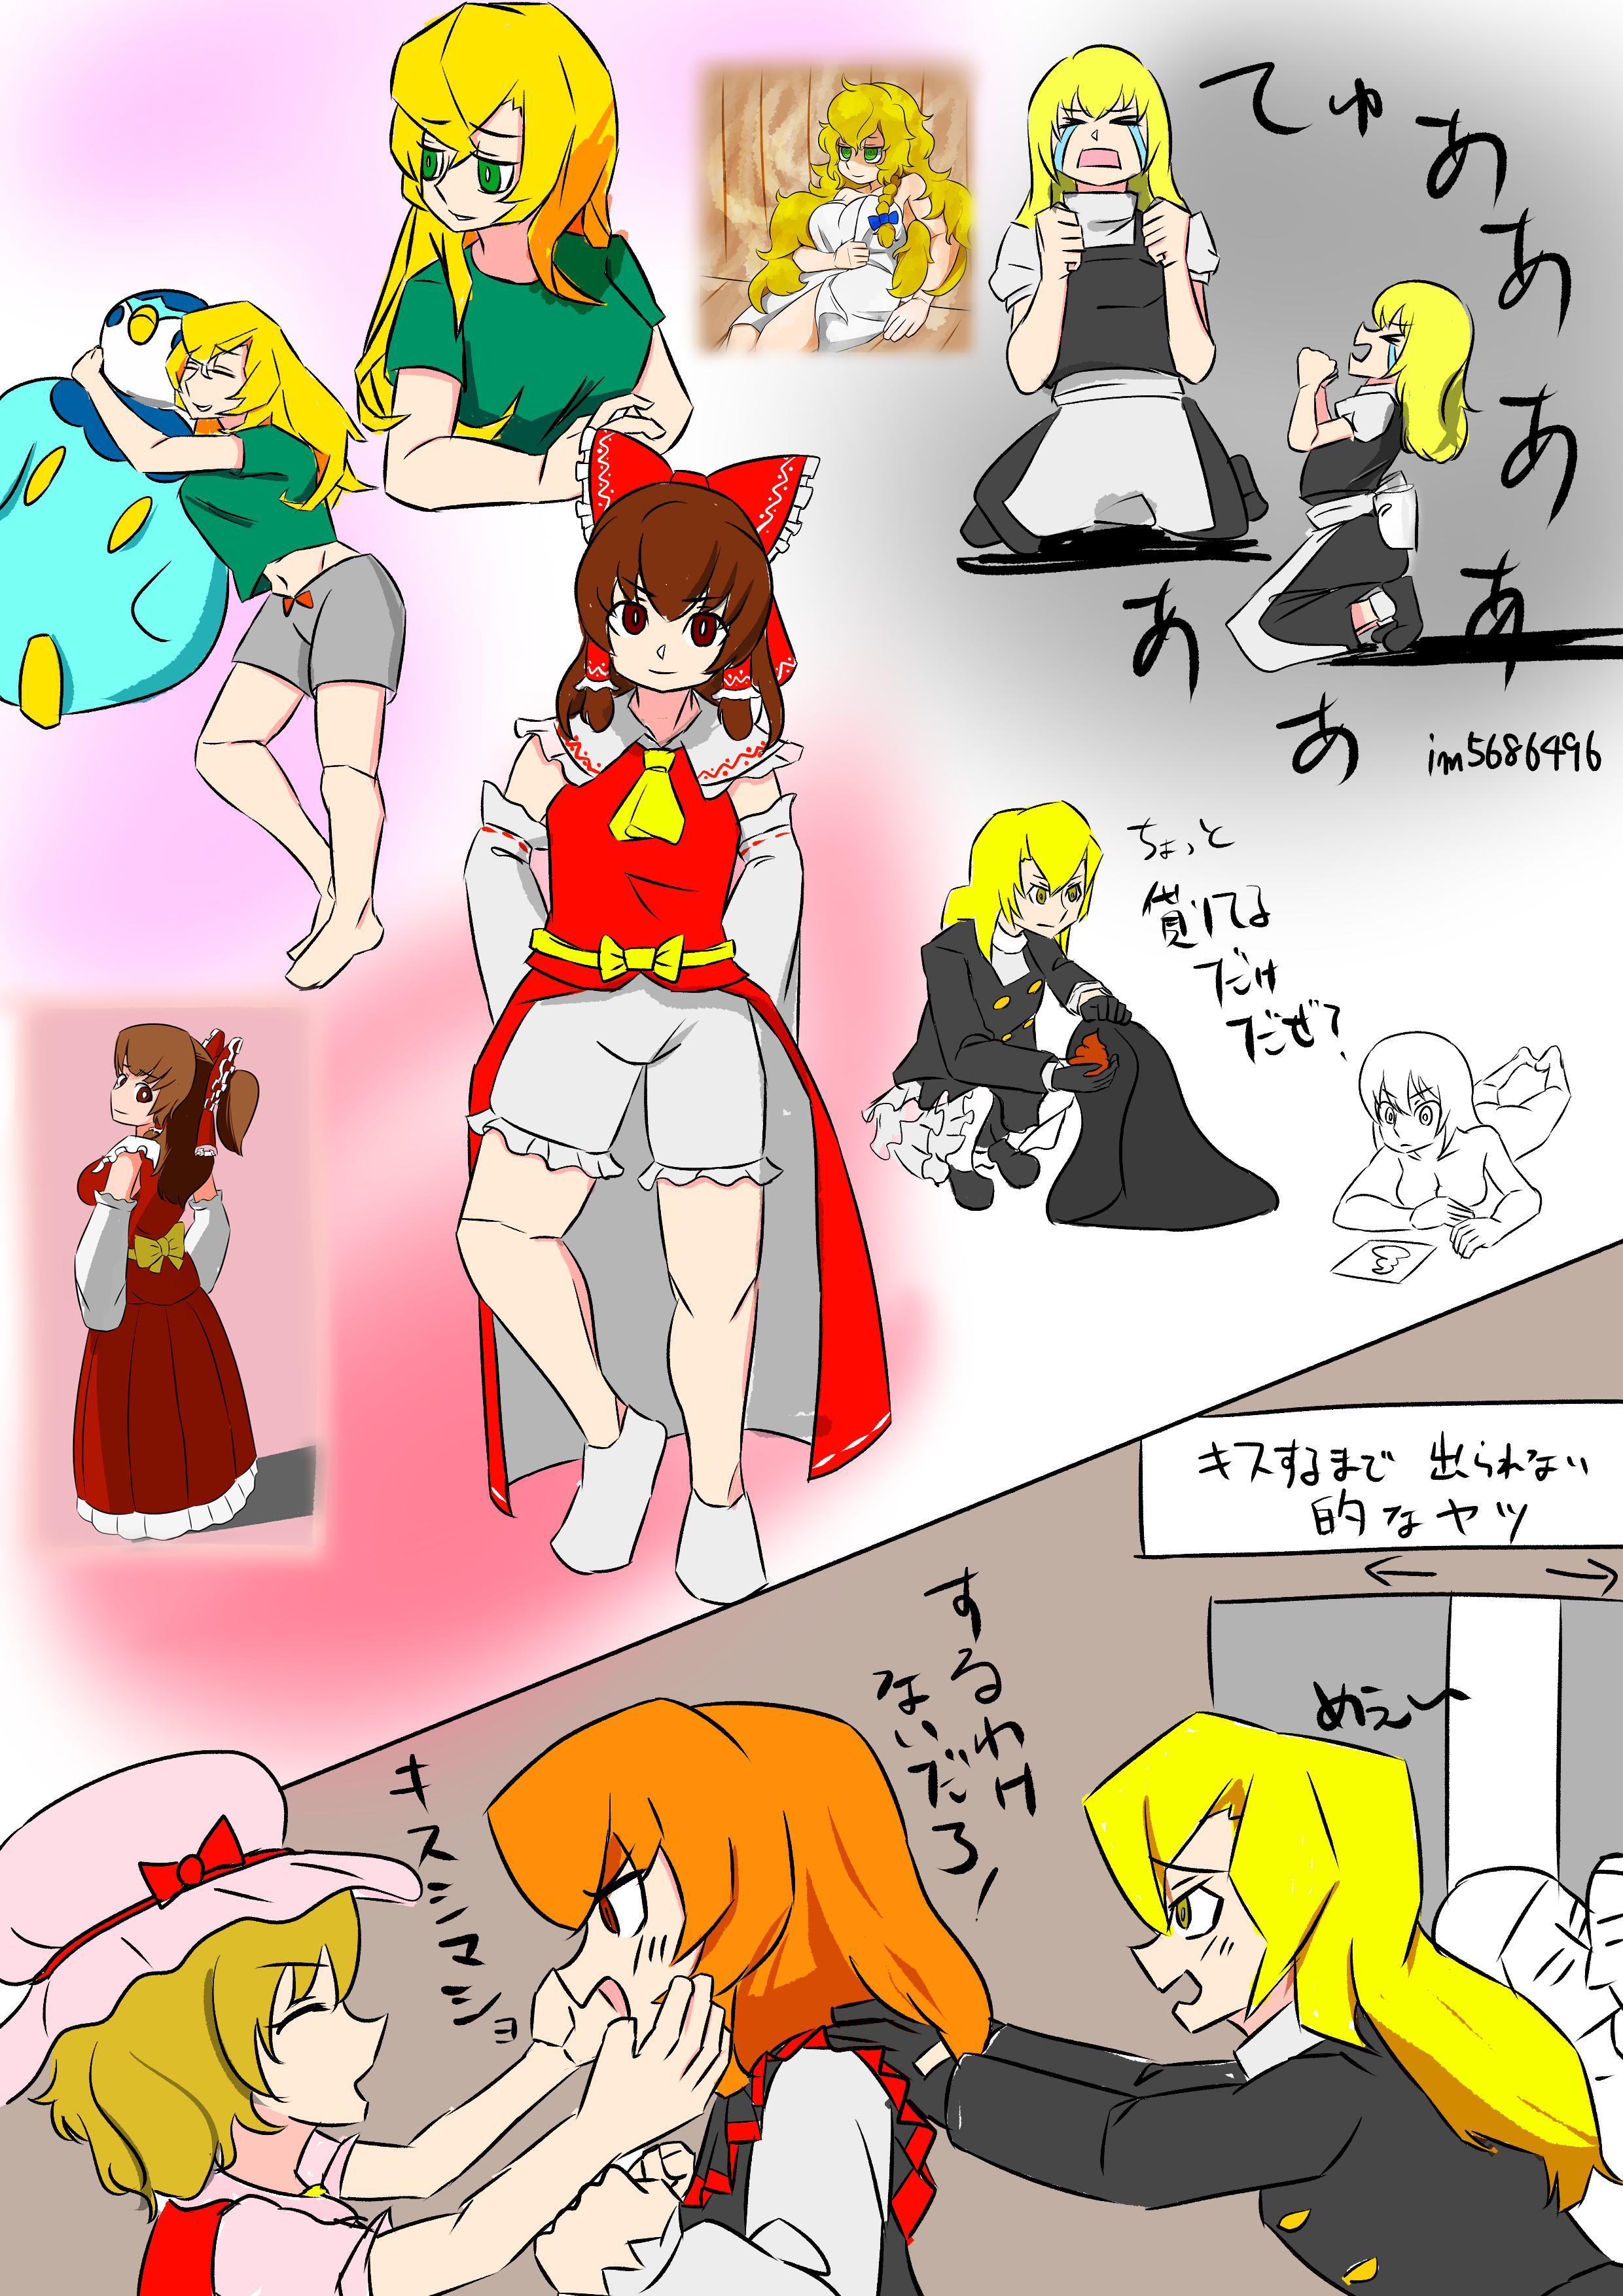 てゅあああああああ
im5686496
ちょっと
借りてる
だけ
だぜ?
キスするまで出られない
的なヤツ
するわけ
ないだろ!
めぇ〜
キスシマショ